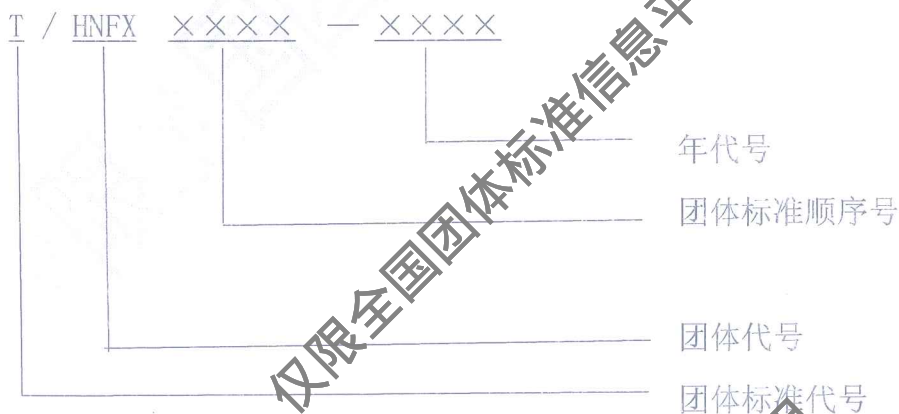 T / HNFX ×××× — ××××
年代号
团体标准顺序号
团体代号
团体标准代号
仅限全国团体标准信息平